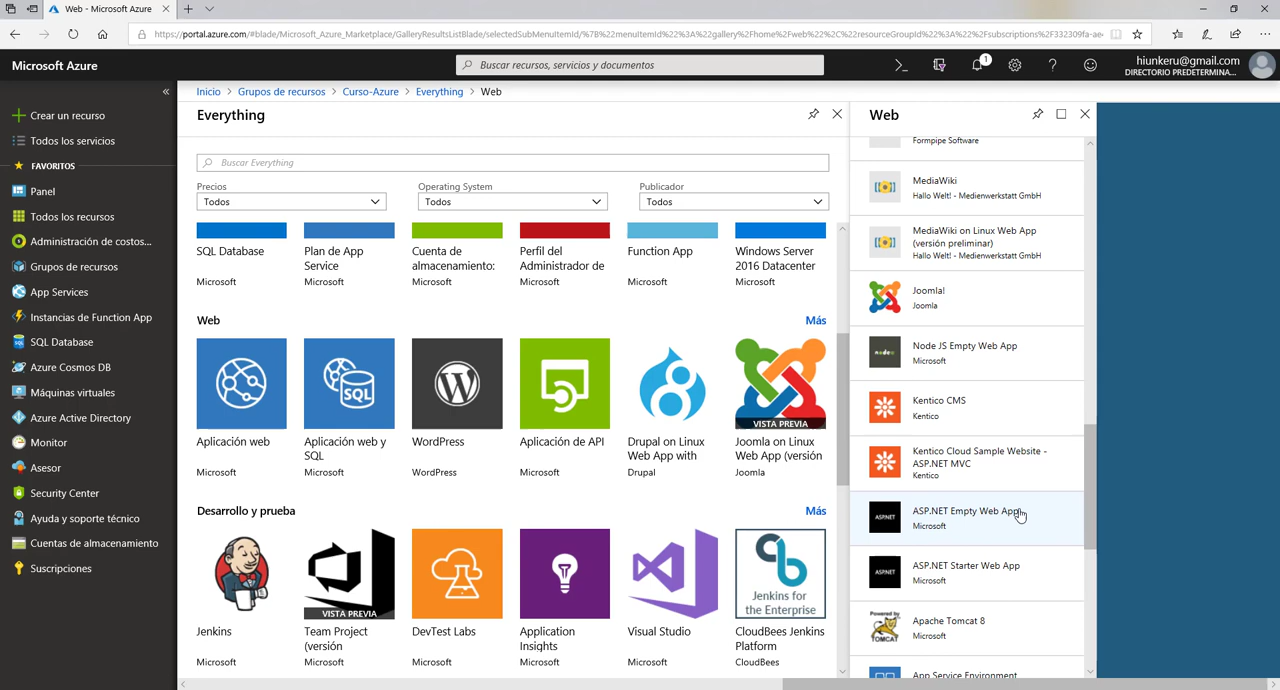 Web - Microsoft Azure
https://portal.azure.com/#blade/Microsoft_Azure_Marketplace/GalleryResultsListBlade/selectedSubMenuItemId/%7B%22menuItemId%22%3A%22gallery%2Fhome%2Fweb%22%2C%22resourceGroupId%22%3A%22%2Fsubscriptions%2F332309fa-ae
Microsoft Azure
Buscar recursos, servicios y documentos
1
hiunkeru@gmail.com
DIRECTORIO PREDETERMINA...
Crear un recurso
Todos los servicios
FAVORITOS
Panel
Todos los recursos
Administración de costos...
Grupos de recursos
App Services
Instancias de Function App
SQL Database
Azure Cosmos DB
Máquinas virtuales
Azure Active Directory
Monitor
Asesor
Security Center
Ayuda y soporte técnico
Cuentas de almacenamiento
Suscripciones
Inicio > Grupos de recursos > Curso-Azure > Everything > Web
Everything
Buscar Everything
Precios
Todos
Operating System
Todos
Publicador
Todos
SQL Database
Microsoft
Plan de App
Service
Microsoft
Cuenta de
almacenamiento:
Microsoft
Perfil del
Administrador de
Microsoft
Function App
Microsoft
Windows Server
2016 Datacenter
Microsoft
Web
Más
Aplicación web
Microsoft
SQL
Aplicación web y
SQL
Microsoft
WordPress
WordPress
Aplicación de API
Microsoft
Drupal on Linux
Web App with
Drupal
VISTA PREVIA
Joomla on Linux
Web App (versión
Joomla
Desarrollo y prueba
Más
Jenkins
Microsoft
VISTA PREVIA
Team Project
(versión
Microsoft
DevTest Labs
Microsoft
Application
Insights
Microsoft
Visual Studio
Microsoft
Jenkins for
the Enterprise
CloudBees Jenkins
Platform
CloudBees
Web
Formpipe Software
MediaWiki
Hallo Welt! - Medienwerkstatt GmbH
MediaWiki on Linux Web App
(versión preliminar)
Hallo Welt! - Medienwerkstatt GmbH
Joomla!
Joomla
node
Node JS Empty Web App
Microsoft
Kentico CMS
Kentico
Kentico Cloud Sample Website -
ASP.NET MVC
Kentico
ASP.NET
ASP.NET Empty Web App
Microsoft
ASP.NET
ASP.NET Starter Web App
Microsoft
Powered by
TOMCAT
Apache Tomcat 8
Microsoft
App Service Environment